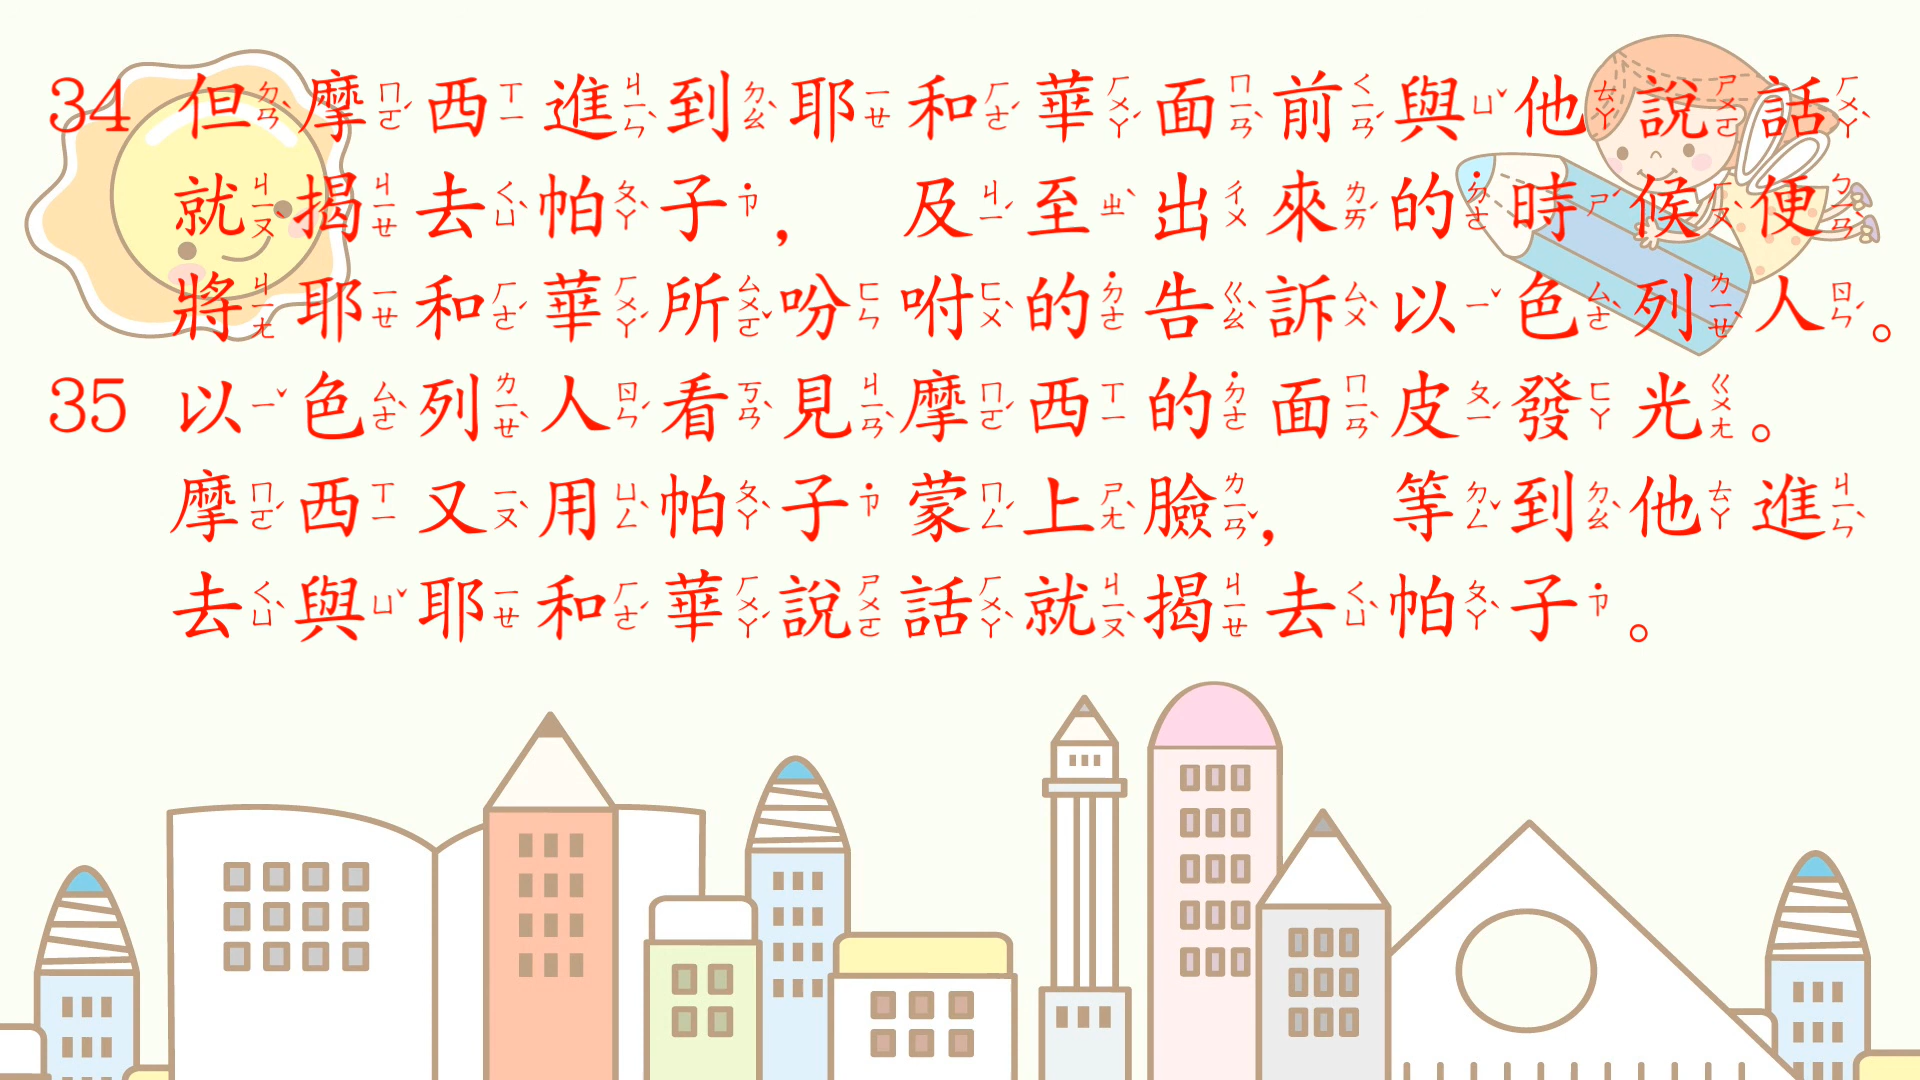 34 但摩西進到耶和華面前與他說話
就揭去帕子， 及至出來的時候便
將耶和華所吩咐的告訴以色列人。
35 以色列人看見摩西的面皮發光。
摩西又用帕子蒙上臉， 等到他進
去與耶和華說話就揭去帕子。